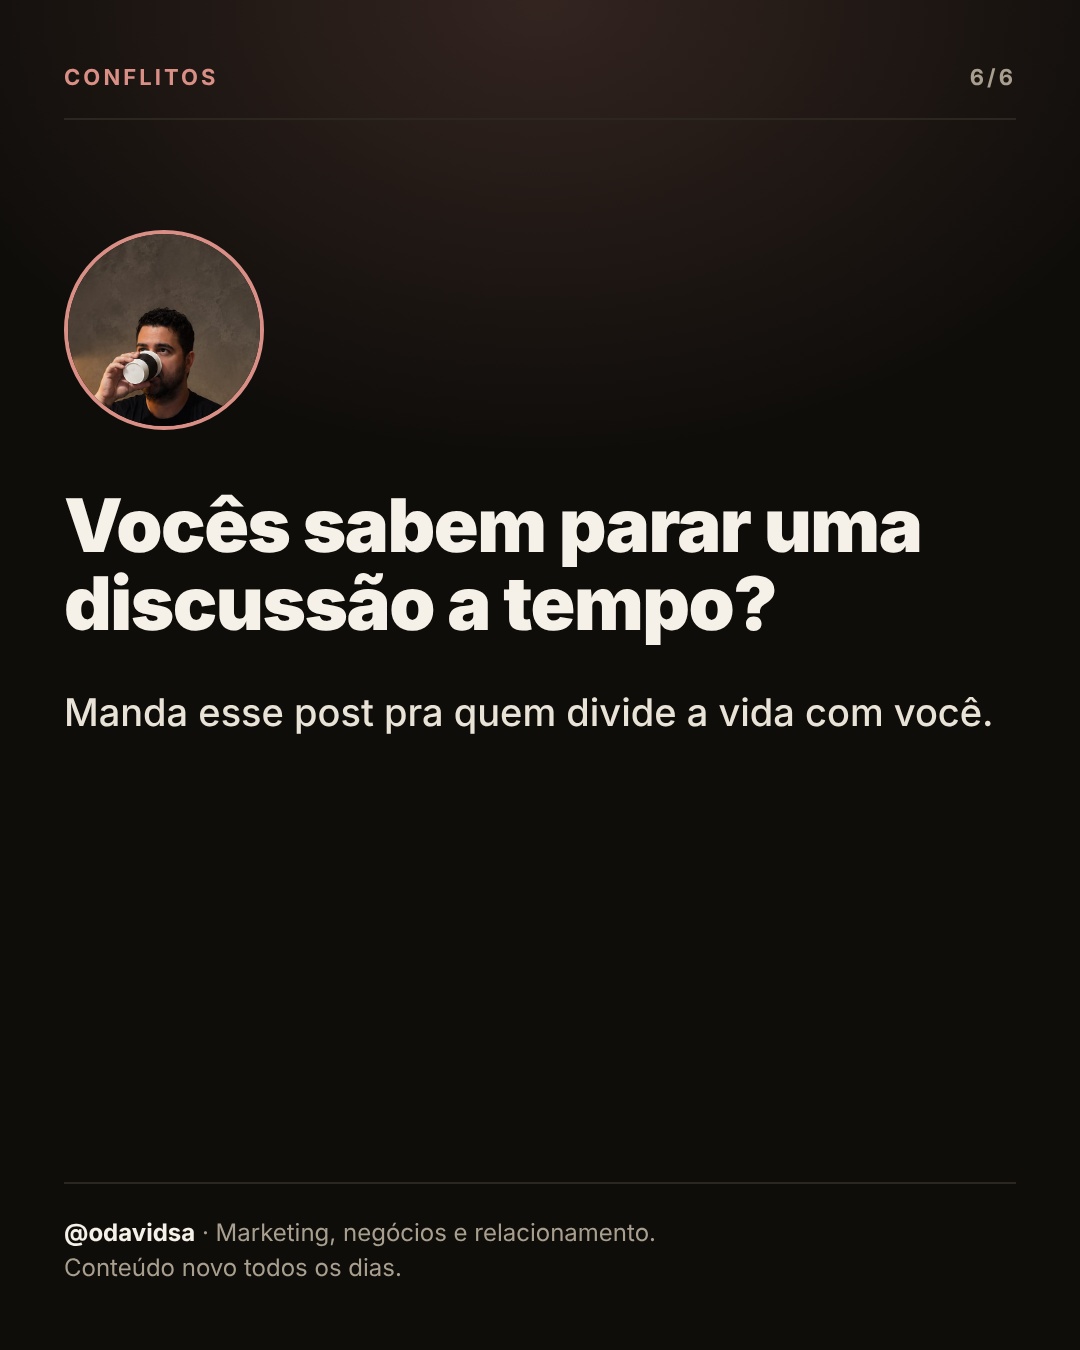 CONFLITOS
6/6
Vocês sabem parar uma
discussão a tempo?
Manda esse post pra quem divide a vida com você.
@odavidsa · Marketing, negócios e relacionamento.
Conteúdo novo todos os dias.